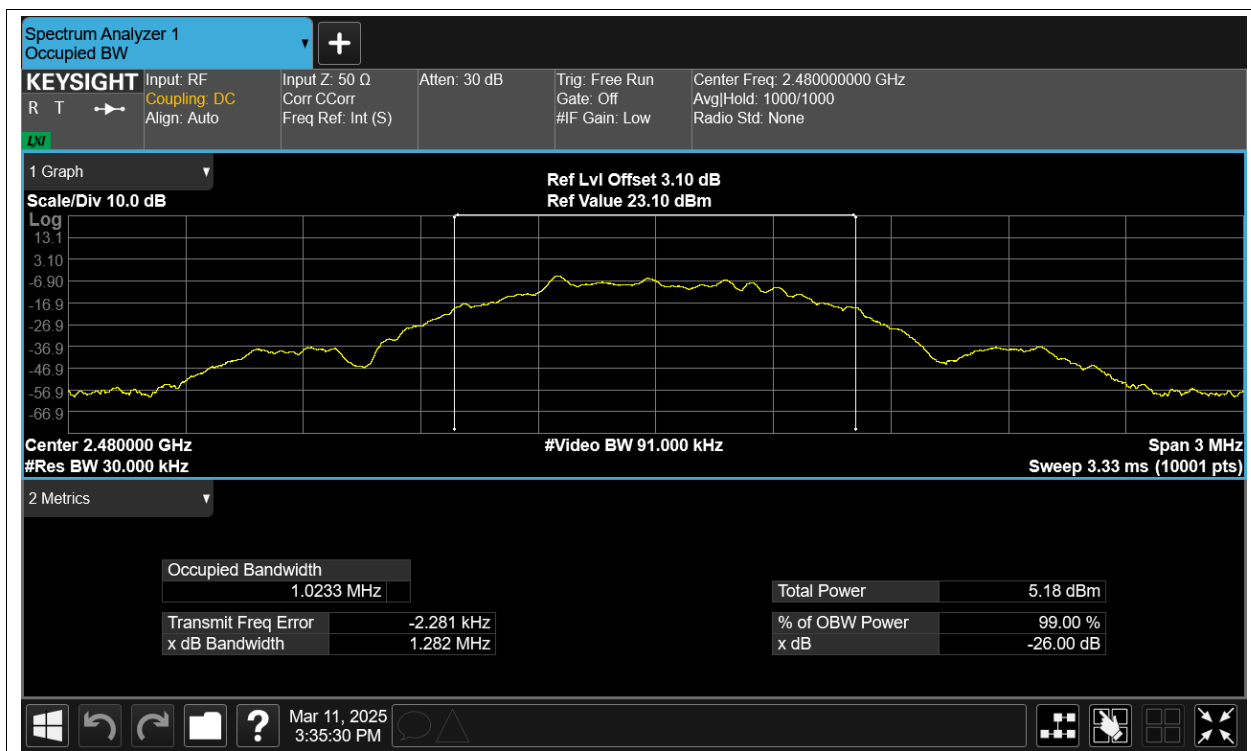 Spectrum Analyzer 1
Occupied BW
KEYSIGHT
R T
LXI
Input: RF
Coupling: DC
Align: Auto
Input Z: 50 Ω
Corr CCorr
Freq Ref: Int (S)
Atten: 30 dB
Trig: Free Run
Gate: Off
#IF Gain: Low
Center Freq: 2.480000000 GHz
Avg|Hold: 1000/1000
Radio Std: None
1 Graph
Scale/Div 10.0 dB
Ref Lvl Offset 3.10 dB
Ref Value 23.10 dBm
Log
13.1
3.10
-6.90
-16.9
-26.9
-36.9
-46.9
-56.9
-66.9
Center 2.480000 GHz
#Video BW 91.000 kHz
Span 3 MHz
#Res BW 30.000 kHz
Sweep 3.33 ms (10001 pts)
2 Metrics
Occupied Bandwidth
1.0233 MHz
Total Power 5.18 dBm
Transmit Freq Error -2.281 kHz
% of OBW Power 99.00 %
x dB Bandwidth 1.282 MHz
x dB -26.00 dB
?
Mar 11, 2025
3:35:30 PM